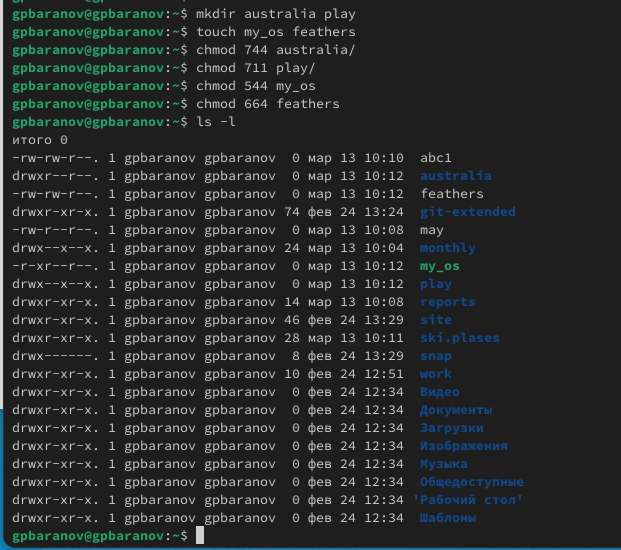 gpbaranov@gpbaranov:~$ mkdir australia play
gpbaranov@gpbaranov:~$ touch my_os feathers
gpbaranov@gpbaranov:~$ chmod 744 australia/
gpbaranov@gpbaranov:~$ chmod 711 play/
gpbaranov@gpbaranov:~$ chmod 544 my_os
gpbaranov@gpbaranov:~$ chmod 664 feathers
gpbaranov@gpbaranov:~$ ls -l
итого 0
-rw-rw-r--. 1 gpbaranov gpbaranov  0 мар 13 10:10  abc1
drwxr--r--. 1 gpbaranov gpbaranov  0 мар 13 10:12  australia
-rw-rw-r--. 1 gpbaranov gpbaranov  0 мар 13 10:12  feathers
drwxr-xr-x. 1 gpbaranov gpbaranov 74 фев 24 13:24  git-extended
-rw-r--r--. 1 gpbaranov gpbaranov  0 мар 13 10:08  may
drwx--x--x. 1 gpbaranov gpbaranov 24 мар 13 10:04  monthly
-r-xr--r--. 1 gpbaranov gpbaranov  0 мар 13 10:12  my_os
drwx--x--x. 1 gpbaranov gpbaranov  0 мар 13 10:12  play
drwxr-xr-x. 1 gpbaranov gpbaranov 14 мар 13 10:08  reports
drwxr-xr-x. 1 gpbaranov gpbaranov 46 фев 24 13:29  site
drwxr-xr-x. 1 gpbaranov gpbaranov 28 мар 13 10:11  ski.plases
drwx------. 1 gpbaranov gpbaranov  8 фев 24 13:29  snap
drwxr-xr-x. 1 gpbaranov gpbaranov 10 фев 24 12:51  work
drwxr-xr-x. 1 gpbaranov gpbaranov  0 фев 24 12:34  Видео
drwxr-xr-x. 1 gpbaranov gpbaranov  0 фев 24 12:34  Документы
drwxr-xr-x. 1 gpbaranov gpbaranov  0 фев 24 12:34  Загрузки
drwxr-xr-x. 1 gpbaranov gpbaranov  0 фев 24 12:34  Изображения
drwxr-xr-x. 1 gpbaranov gpbaranov  0 фев 24 12:34  Музыка
drwxr-xr-x. 1 gpbaranov gpbaranov  0 фев 24 12:34  Общедоступные
drwxr-xr-x. 1 gpbaranov gpbaranov  0 фев 24 12:34 'Рабочий стол'
drwxr-xr-x. 1 gpbaranov gpbaranov  0 фев 24 12:34  Шаблоны
gpbaranov@gpbaranov:~$